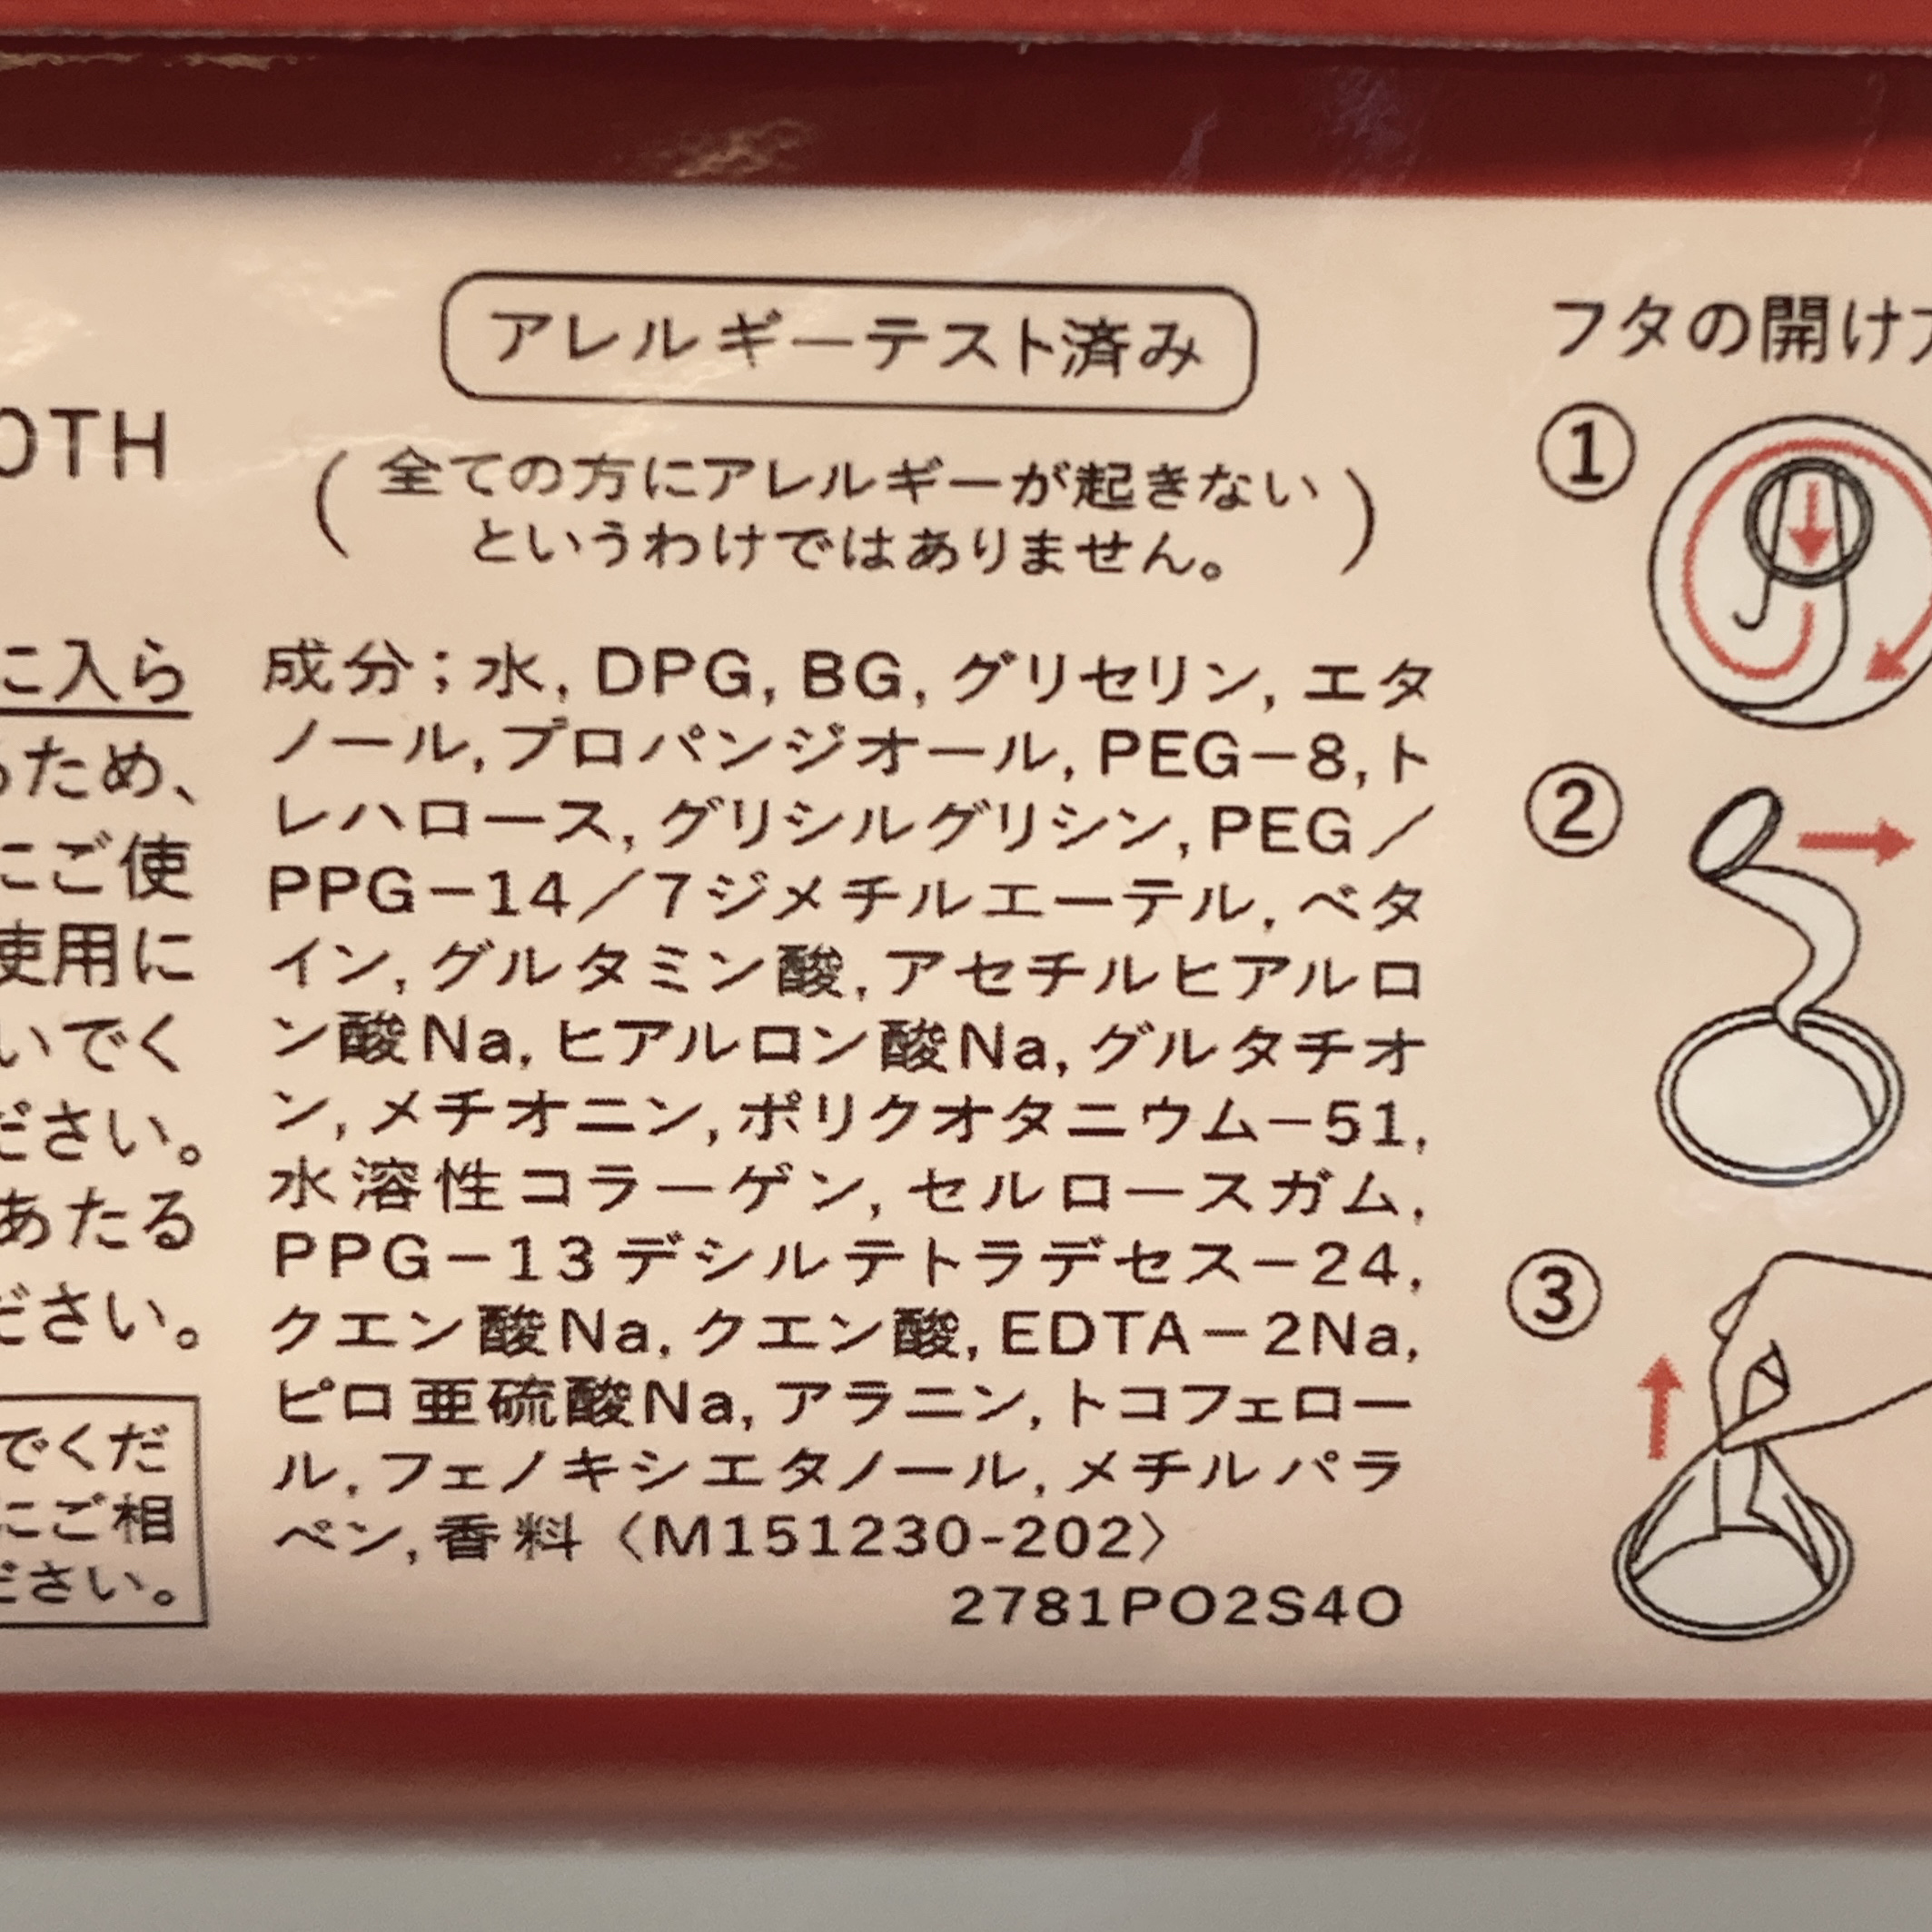 OTH
に入ら
ため、
にご使
使用に
いでく
ださい。
あたる
ださい。
でくだ
にご相
ださい。
アレルギーテスト済み
(全ての方にアレルギーが起きない
というわけではありません。)
成分；水, DPG, BG, グリセリン, エタ
ノール, プロパンジオール, PEG－8, ト
レハロース, グリシルグリシン, PEG／
PPG－14／7ジメチルエーテル, ベタ
イン, グルタミン酸, アセチルヒアルロ
ン酸Na, ヒアルロン酸Na, グルタチオ
ン, メチオニン, ポリクオタニウム－51,
水溶性コラーゲン, セルロースガム,
PPG－13デシルテトラデセス－24,
クエン酸Na, クエン酸, EDTA－2Na,
ピロ亜硫酸Na, アラニン, トコフェロー
ル, フェノキシエタノール, メチルパラ
ベン, 香料〈M151230-202〉
2781PO2S4O
フタの開け方
①
②
③